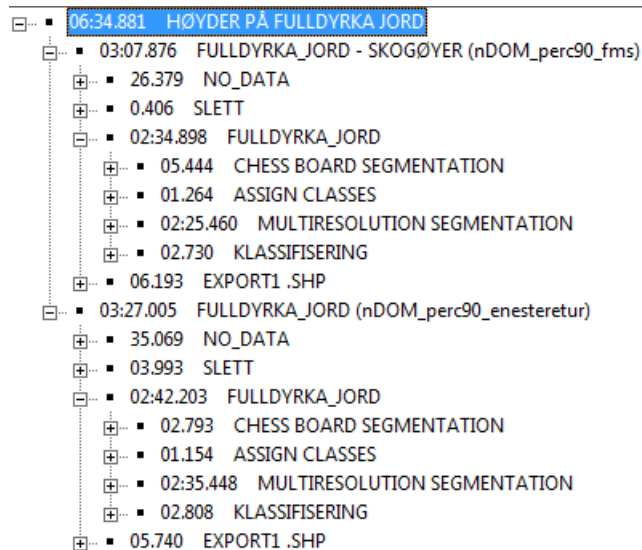 06:34.881 HØYDER PÅ FULLDYRKA JORD
03:07.876 FULLDYRKA_JORD - SKOGØYER (nDOM_perc90_fms)
26.379 NO_DATA
0.406 SLETT
02:34.898 FULLDYRKA_JORD
05.444 CHESS BOARD SEGMENTATION
01.264 ASSIGN CLASSES
02:25.460 MULTIRESOLUTION SEGMENTATION
02.730 KLASSIFISERING
06.193 EXPORT1 .SHP
03:27.005 FULLDYRKA_JORD (nDOM_perc90_enesteretur)
35.069 NO_DATA
03.993 SLETT
02:42.203 FULLDYRKA_JORD
02.793 CHESS BOARD SEGMENTATION
01.154 ASSIGN CLASSES
02:35.448 MULTIRESOLUTION SEGMENTATION
02.808 KLASSIFISERING
05.740 EXPORT1 .SHP